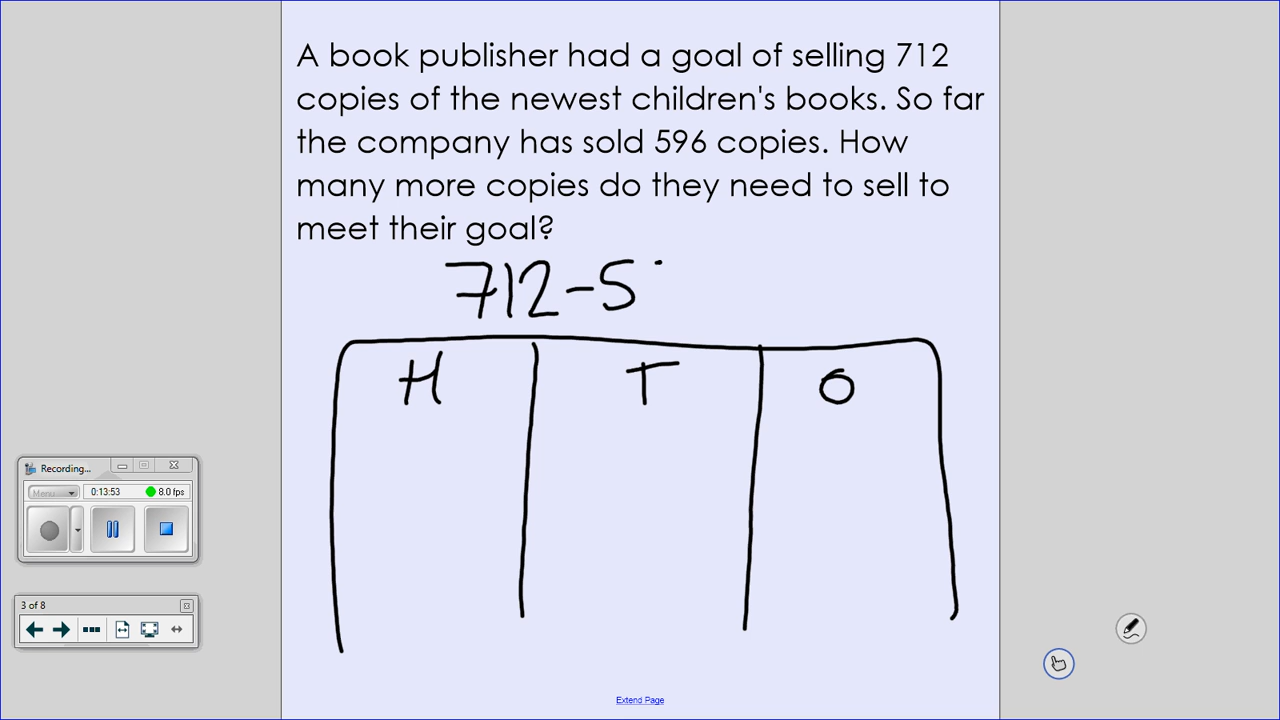 A book publisher had a goal of selling 712
copies of the newest children's books. So far
the company has sold 596 copies. How
many more copies do they need to sell to
meet their goal?
712-5
H T O
Recording...
Menu 0:13:53 8.0 fps
3 of 8
Extend Page